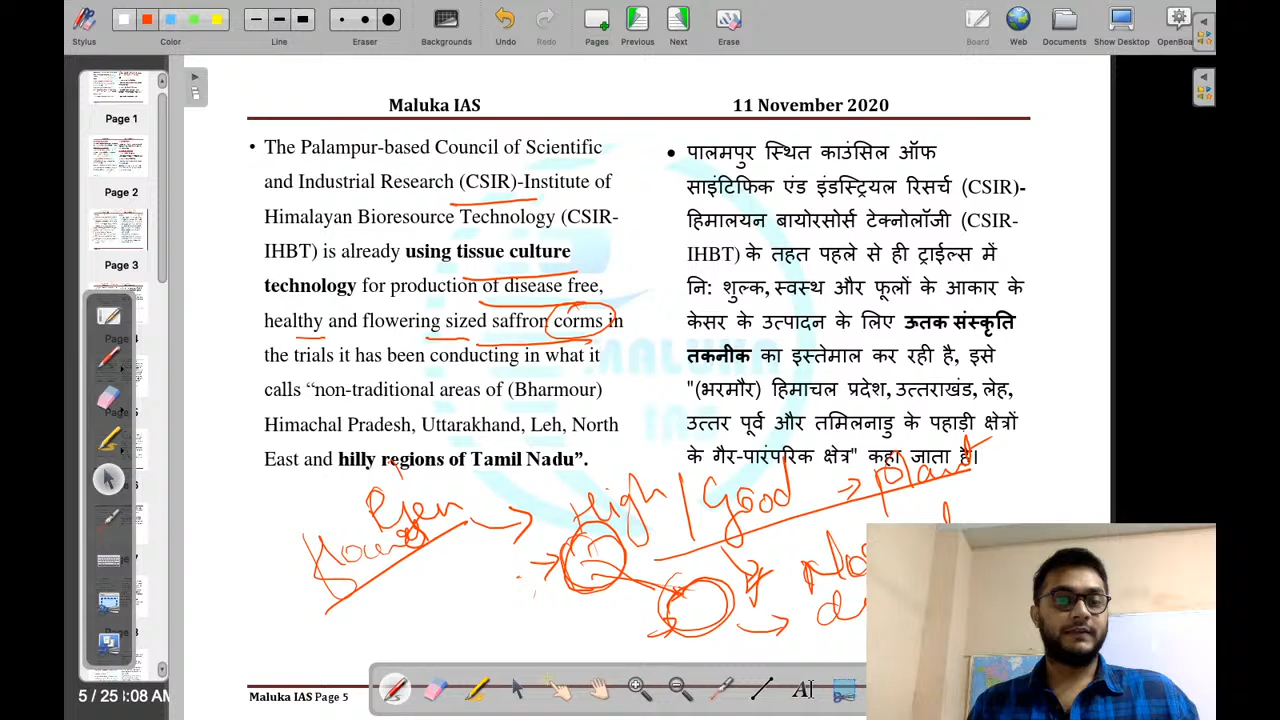 Stylus
Color
Line
Eraser
Backgrounds
Undo
Redo
Pages
Previous
Next
Erase
Board
Web
Documents
Show Desktop
OpenBoa
Page 1
Page 2
Page 3
5 / 25
3:08 AM
Maluka IAS
11 November 2020
• The Palampur-based Council of Scientific
and Industrial Research (CSIR)-Institute of
Himalayan Bioresource Technology (CSIR-
IHBT) is already using tissue culture
technology for production of disease free,
healthy and flowering sized saffron corms in
the trials it has been conducting in what it
calls “non-traditional areas of (Bharmour)
Himachal Pradesh, Uttarakhand, Leh, North
East and hilly regions of Tamil Nadu”.
• पालमपुर स्थित काउंसिल ऑफ
साइंटिफिक एंड इंडस्ट्रियल रिसर्च (CSIR)-
हिमालयन बायोरसोर्स टेक्नोलॉजी (CSIR-
IHBT) के तहत पहले से ही ट्राईल्स में
नि: शुल्क, स्वस्थ और फूलों के आकार के
केसर के उत्पादन के लिए ऊतक संस्कृति
तकनीक का इस्तेमाल कर रही है, इसे
"(भरमौर) हिमाचल प्रदेश, उत्तराखंड, लेह,
उत्तर पूर्व और तमिलनाडु के पहाड़ी क्षेत्रों
के गैर-पारंपरिक क्षेत्र" कहा जाता है।
High / Good → plant
MALUKA
IAS
Maluka IAS Page 5